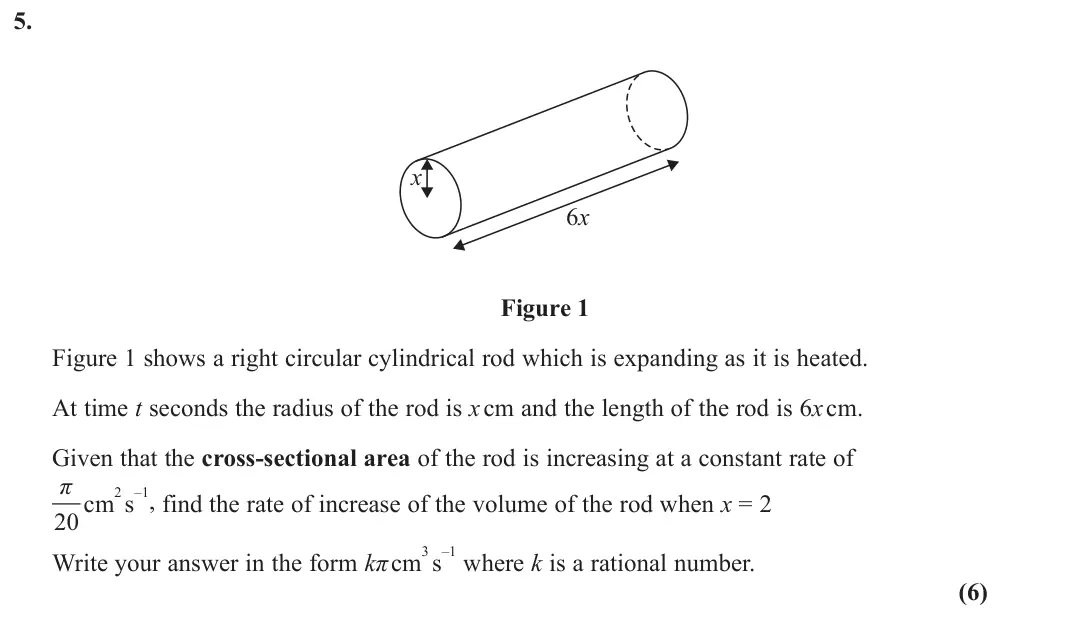 5.
x
6x
Figure 1
Figure 1 shows a right circular cylindrical rod which is expanding as it is heated.
At time t seconds the radius of the rod is x cm and the length of the rod is 6x cm.
Given that the cross-sectional area of the rod is increasing at a constant rate of
π/20 cm² s⁻¹, find the rate of increase of the volume of the rod when x = 2
Write your answer in the form kπ cm³ s⁻¹ where k is a rational number.
(6)